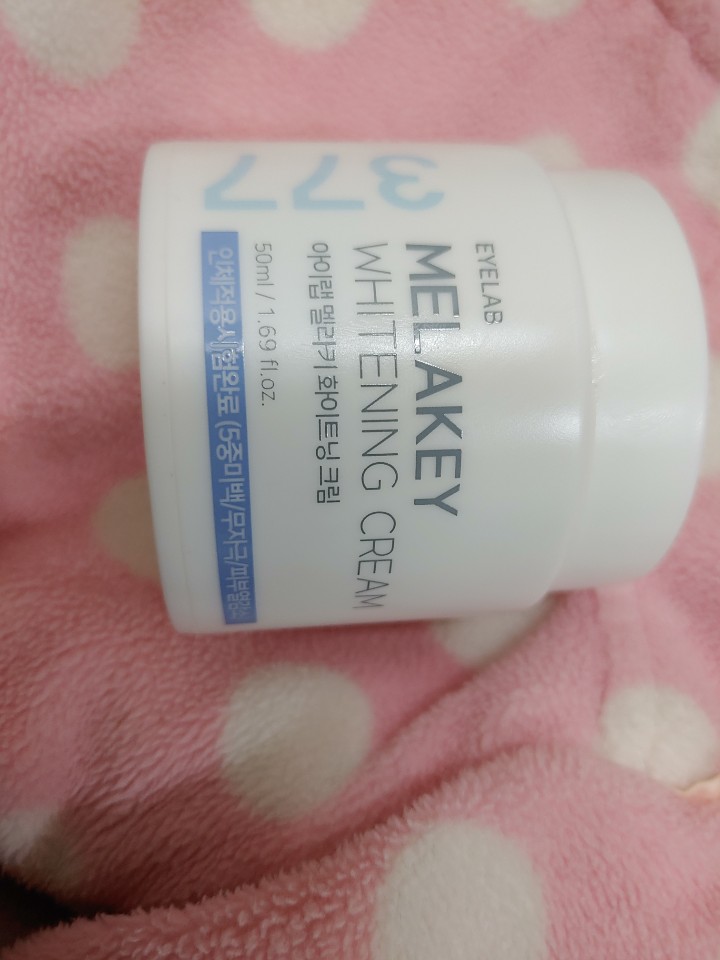 377
EYELAB
MELAKEY
WHITENING CREAM
아이랩 멜라키 화이트닝 크림
50ml / 1.69 fl.oz.
인체적용시험완료 (5중미백/무자극/피부